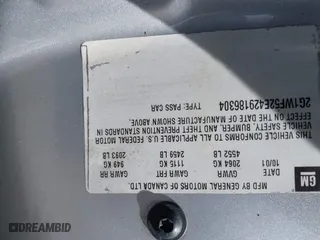 GM
MFD BY GENERAL MOTORS OF CANADA LTD.
DATE GVWR GAWR FRT GAWR RR
10/01 2064 KG 1115 KG 949 KG
4552 LB 2459 LB 2093 LB
THIS VEHICLE CONFORMS TO ALL APPLICABLE FEDERAL MOTOR
VEHICLE SAFETY, BUMPER, AND THEFT PREVENTION STANDARDS IN
EFFECT ON THE DATE OF MANUFACTURE SHOWN ABOVE.
2G1WF52E429186304 TYPE: PASS CAR